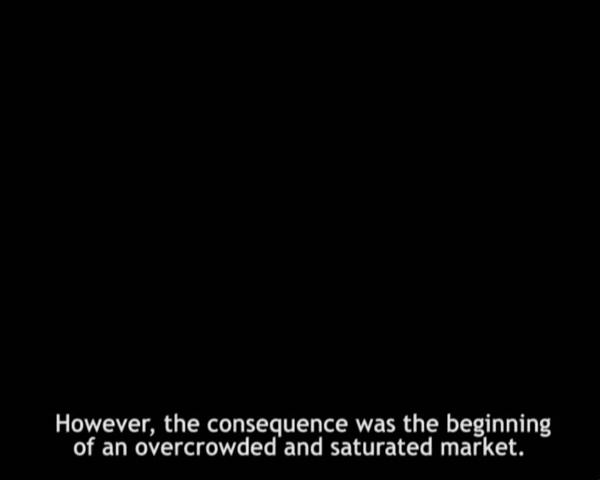 However, the consequence was the beginning
of an overcrowded and saturated market.